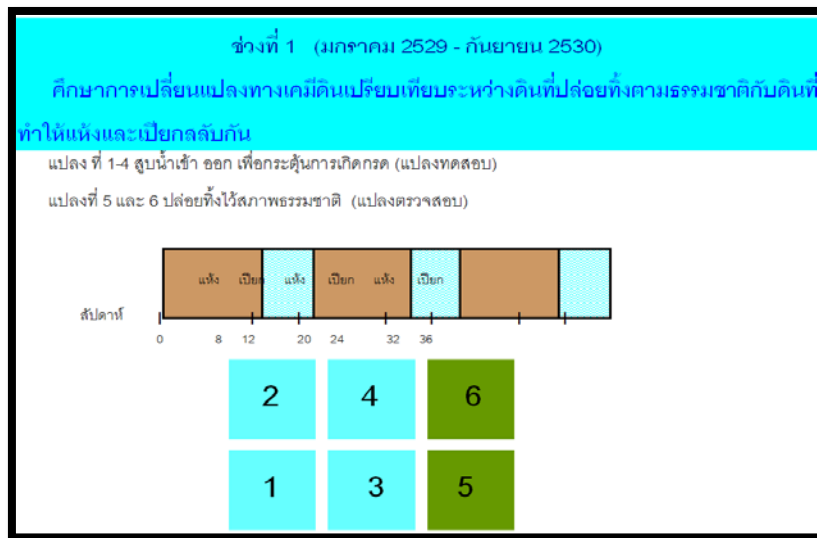 ช่วงที่ 1 (มกราคม 2529 - กันยายน 2530)
ศึกษาการเปลี่ยนแปลงทางเคมีดินเปรียบเทียบระหว่างดินที่ปล่อยทิ้งตามธรรมชาติกับดินที่
ทำให้แห้งและเปียกสลับกัน
แปลง ที่ 1-4 สูบน้ำเข้า ออก เพื่อกระตุ้นการเกิดกรด (แปลงทดสอบ)
แปลงที่ 5 และ 6 ปล่อยทิ้งไว้สภาพธรรมชาติ (แปลงตรวจสอบ)
แห้ง เปียก แห้ง เปียก แห้ง เปียก
สัปดาห์
0 8 12 20 24 32 36
2 4 6
1 3 5